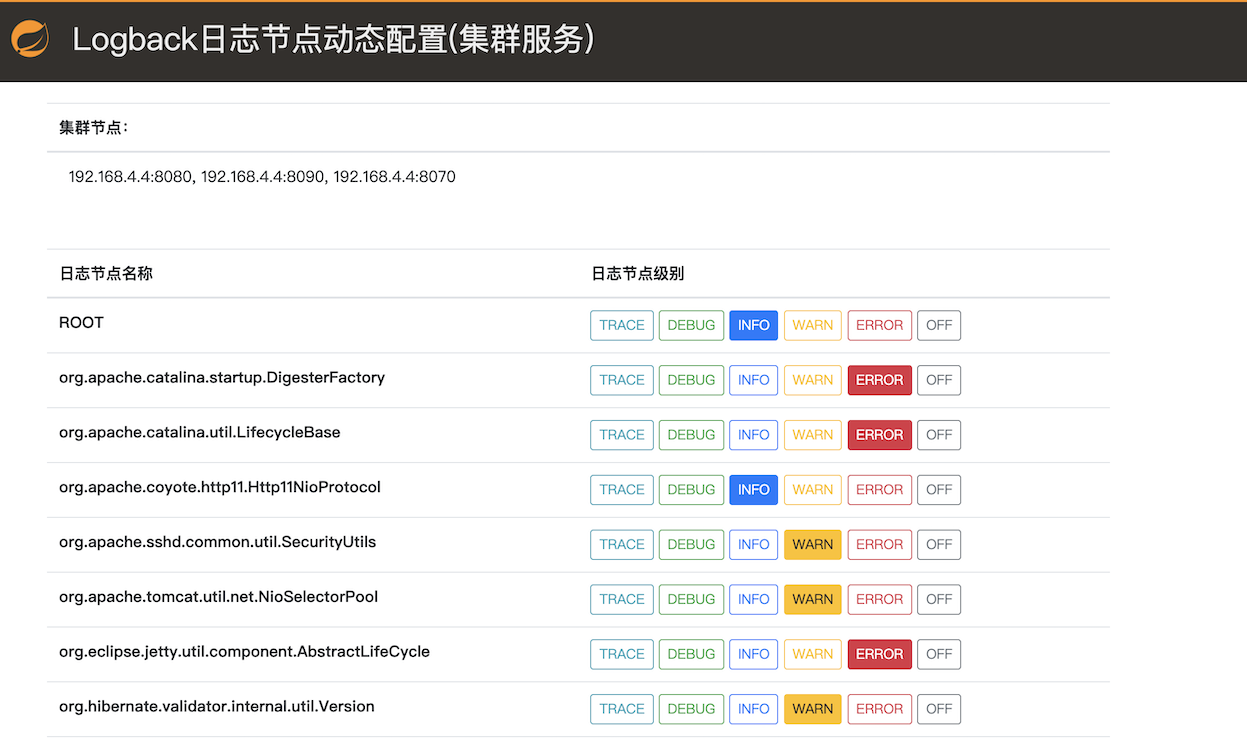 Logback日志节点动态配置(集群服务)
集群节点：
192.168.4.4:8080, 192.168.4.4:8090, 192.168.4.4:8070
日志节点名称 日志节点级别
ROOT TRACE DEBUG INFO WARN ERROR OFF
org.apache.catalina.startup.DigesterFactory TRACE DEBUG INFO WARN ERROR OFF
org.apache.catalina.util.LifecycleBase TRACE DEBUG INFO WARN ERROR OFF
org.apache.coyote.http11.Http11NioProtocol TRACE DEBUG INFO WARN ERROR OFF
org.apache.sshd.common.util.SecurityUtils TRACE DEBUG INFO WARN ERROR OFF
org.apache.tomcat.util.net.NioSelectorPool TRACE DEBUG INFO WARN ERROR OFF
org.eclipse.jetty.util.component.AbstractLifeCycle TRACE DEBUG INFO WARN ERROR OFF
org.hibernate.validator.internal.util.Version TRACE DEBUG INFO WARN ERROR OFF